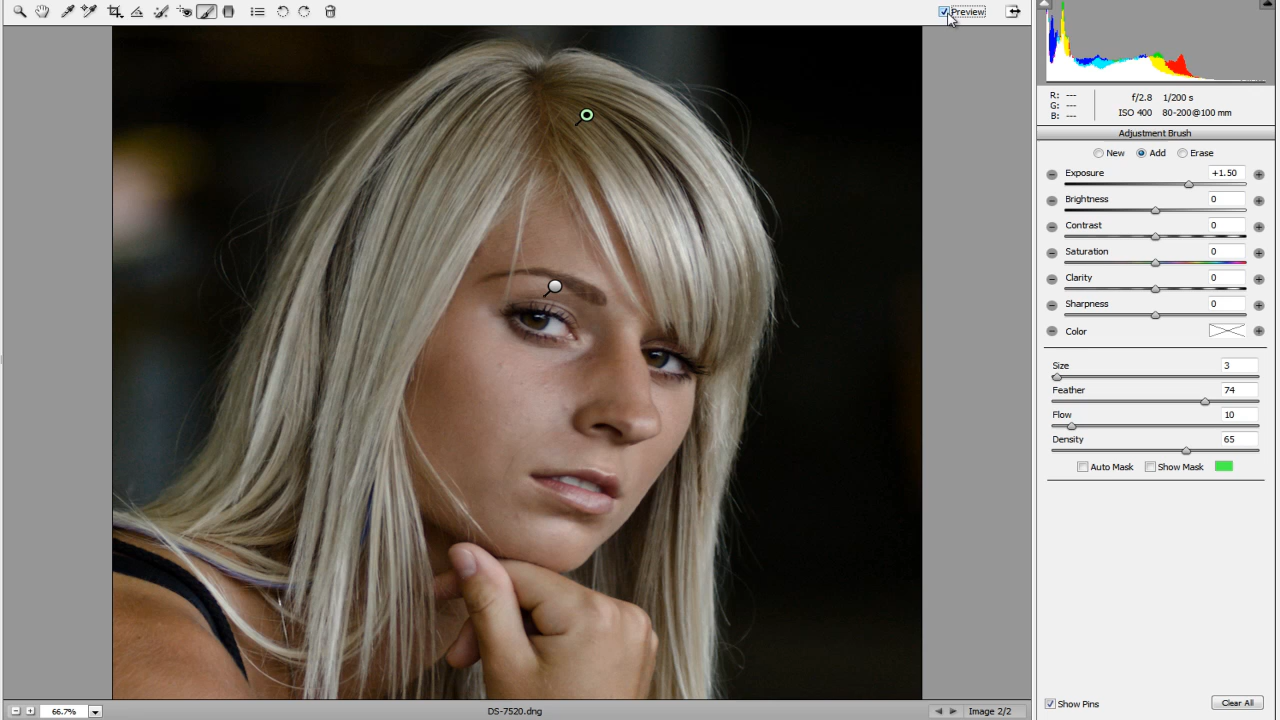 Preview
R: ---
G: ---
B: ---
f/2.8 1/200 s
ISO 400 80-200@100 mm
Adjustment Brush
New Add Erase
Exposure +1.50
Brightness 0
Contrast 0
Saturation 0
Clarity 0
Sharpness 0
Color
Size 3
Feather 74
Flow 10
Density 65
Auto Mask Show Mask
Show Pins Clear All
66.7% DS-7520.dng Image 2/2